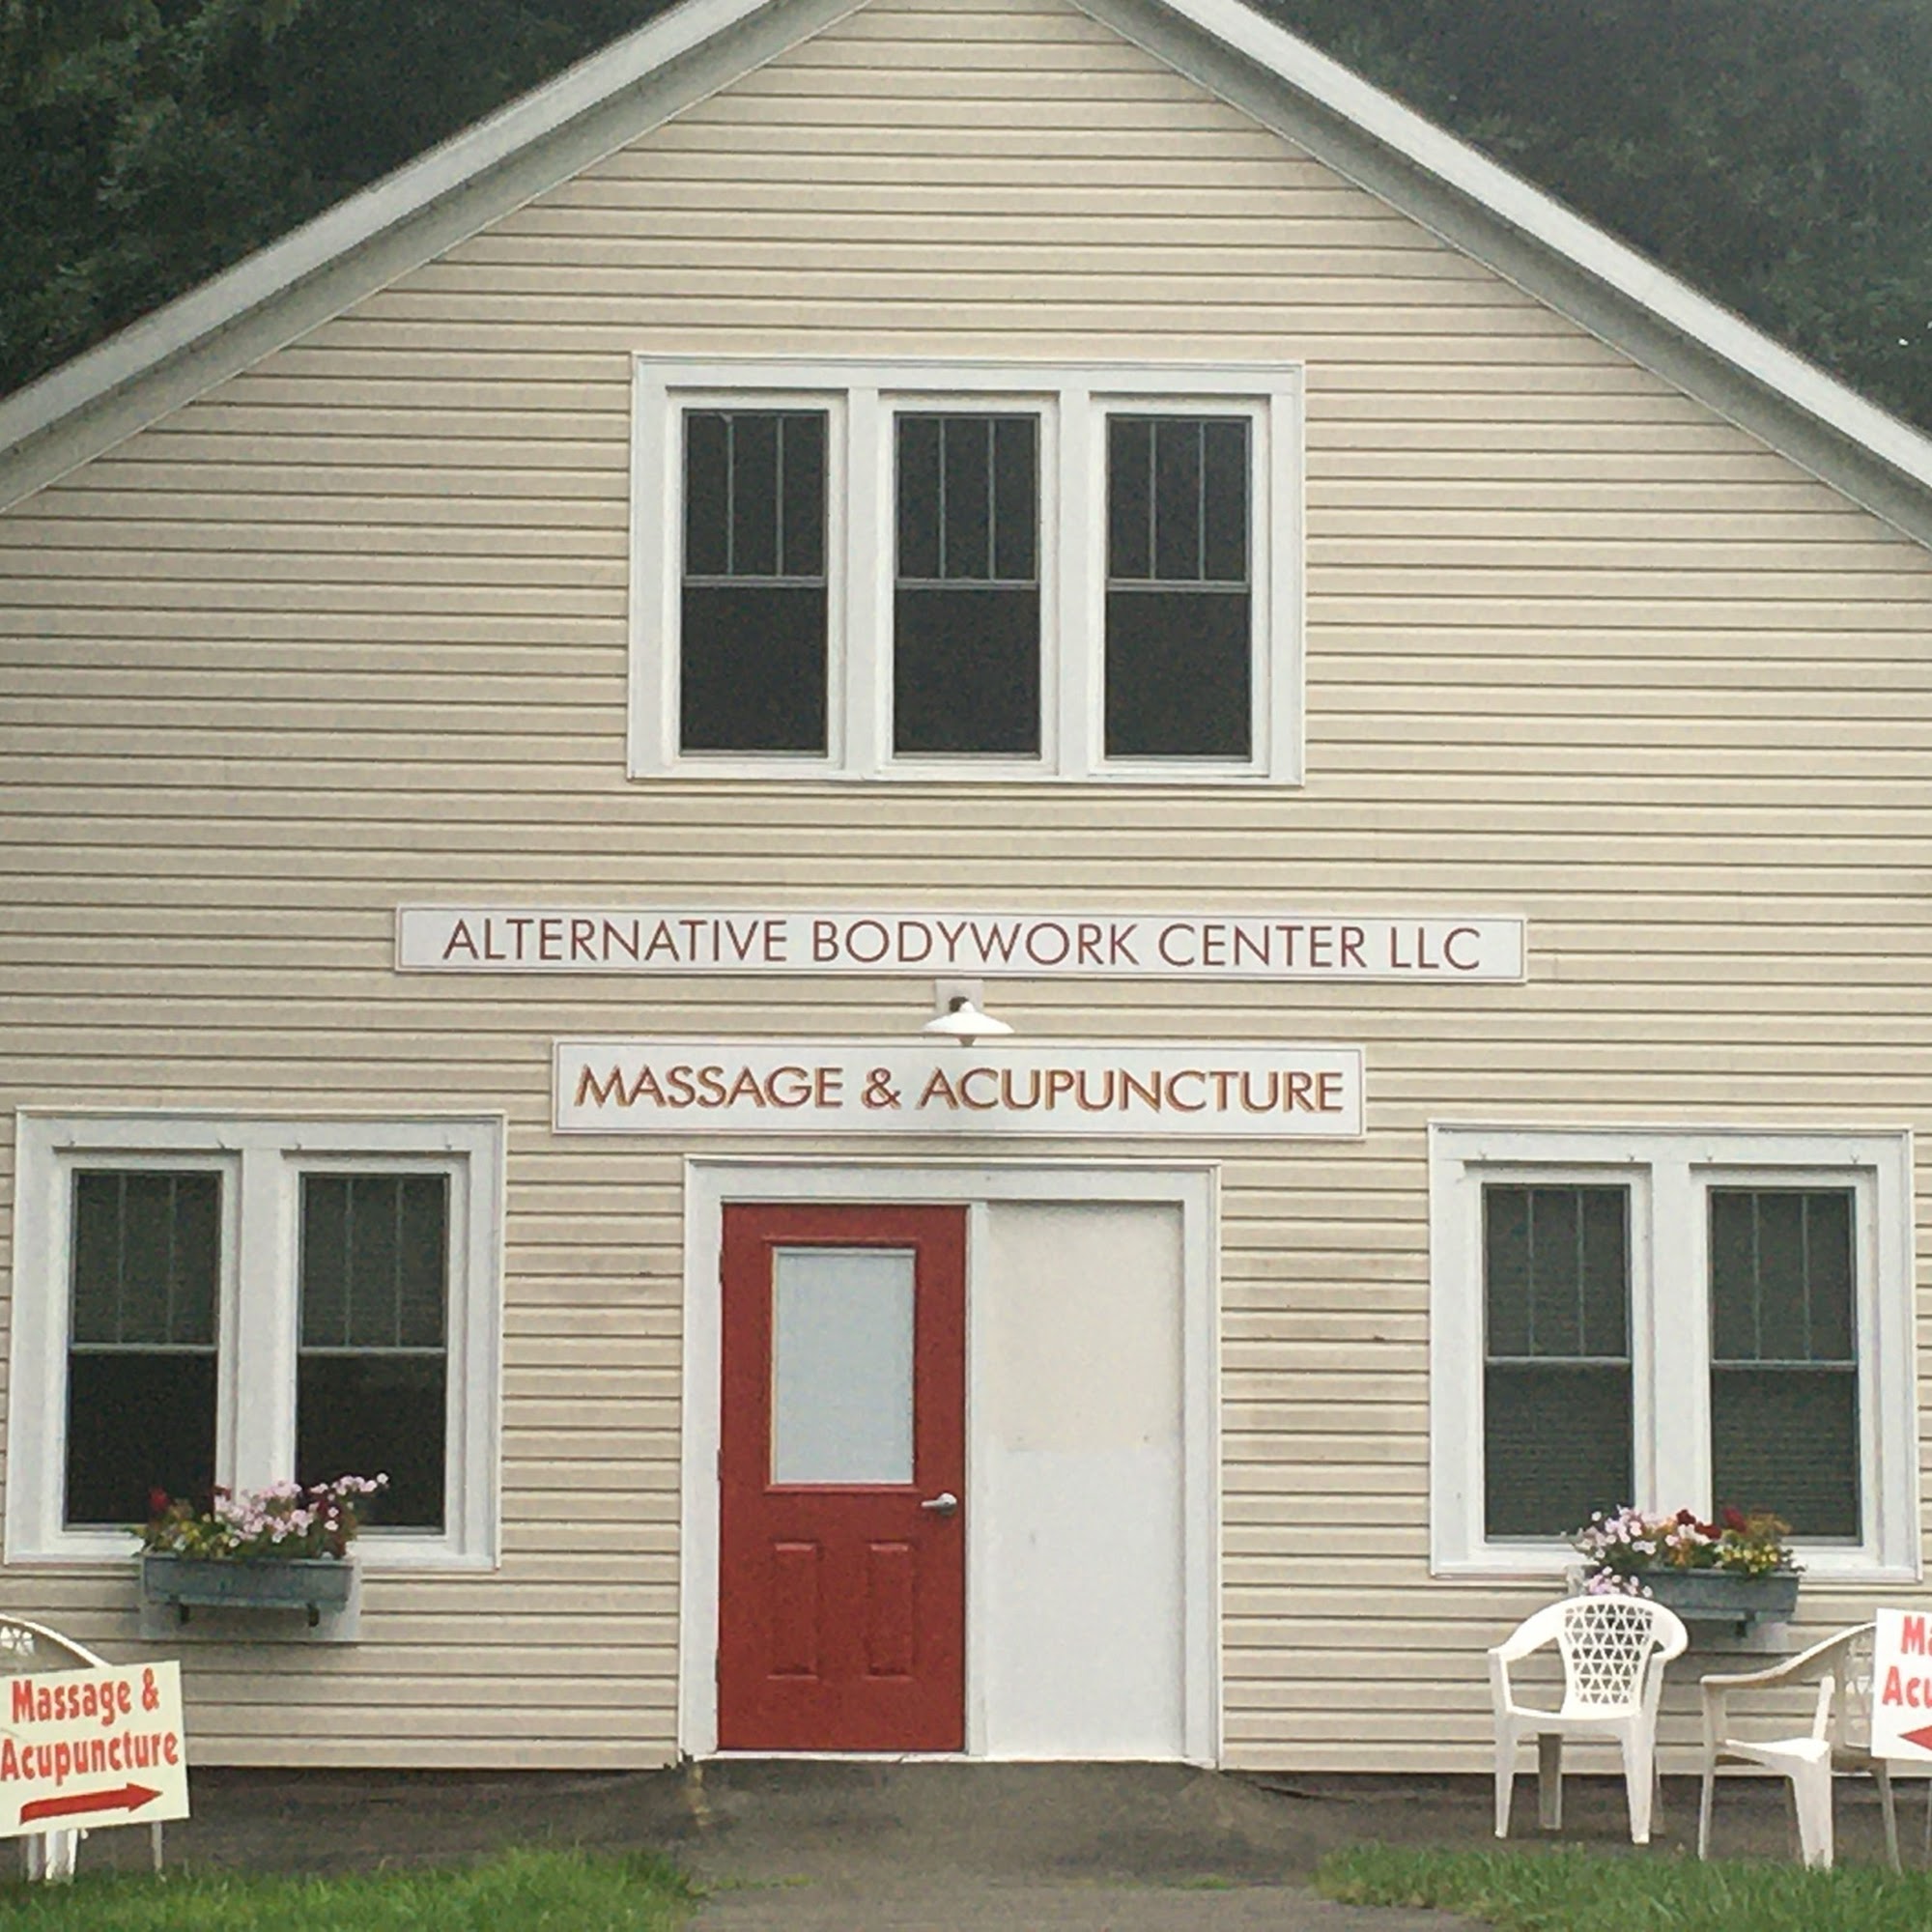 ALTERNATIVE BODYWORK CENTER LLC
MASSAGE & ACUPUNCTURE
Massage &
Acupuncture